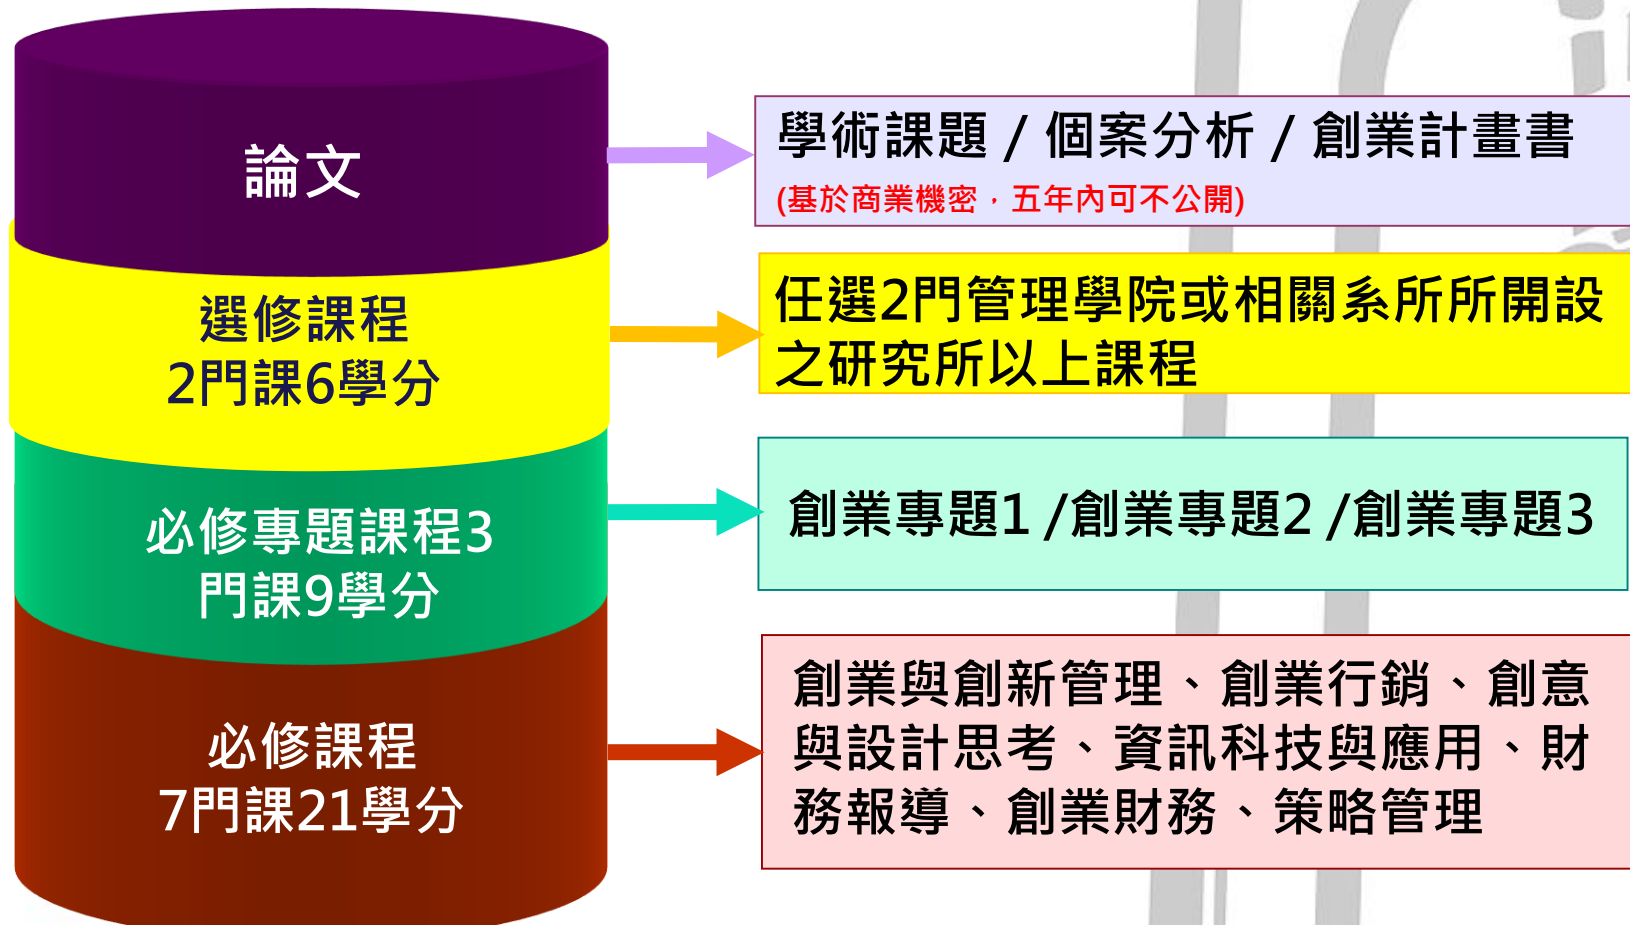 論文
學術課題 / 個案分析 / 創業計畫書
(基於商業機密，五年內可不公開)
選修課程
2門課6學分
任選2門管理學院或相關系所所開設
之研究所以上課程
必修專題課程3
門課9學分
創業專題1 /創業專題2 /創業專題3
必修課程
7門課21學分
創業與創新管理、創業行銷、創意
與設計思考、資訊科技與應用、財
務報導、創業財務、策略管理